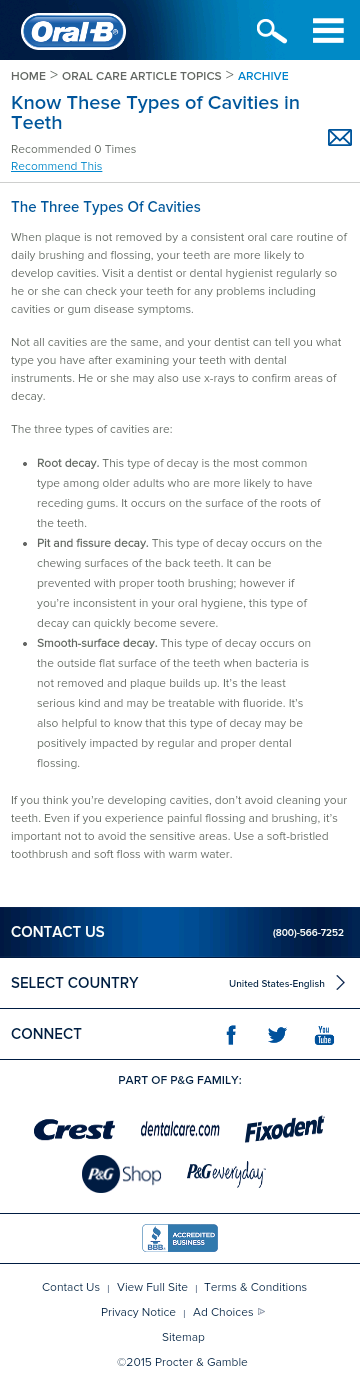 Oral-B
HOME > ORAL CARE ARTICLE TOPICS > ARCHIVE
Know These Types of Cavities in
Teeth
Recommended 0 Times
Recommend This
The Three Types Of Cavities
When plaque is not removed by a consistent oral care routine of
daily brushing and flossing, your teeth are more likely to
develop cavities. Visit a dentist or dental hygienist regularly so
he or she can check your teeth for any problems including
cavities or gum disease symptoms.
Not all cavities are the same, and your dentist can tell you what
type you have after examining your teeth with dental
instruments. He or she may also use x-rays to confirm areas of
decay.
The three types of cavities are:
• Root decay. This type of decay is the most common
type among older adults who are more likely to have
receding gums. It occurs on the surface of the roots of
the teeth.
• Pit and fissure decay. This type of decay occurs on the
chewing surfaces of the back teeth. It can be
prevented with proper tooth brushing; however if
you're inconsistent in your oral hygiene, this type of
decay can quickly become severe.
• Smooth-surface decay. This type of decay occurs on
the outside flat surface of the teeth when bacteria is
not removed and plaque builds up. It's the least
serious kind and may be treatable with fluoride. It's
also helpful to know that this type of decay may be
positively impacted by regular and proper dental
flossing.
If you think you're developing cavities, don't avoid cleaning your
teeth. Even if you experience painful flossing and brushing, it's
important not to avoid the sensitive areas. Use a soft-bristled
toothbrush and soft floss with warm water.
CONTACT US (800)-566-7252
SELECT COUNTRY United States-English
CONNECT f You Tube
PART OF P&G FAMILY:
Crest dentalcare.com Fixodent
P&G Shop P&G everyday
BBB. ACCREDITED BUSINESS
Contact Us | View Full Site | Terms & Conditions
Privacy Notice | Ad Choices
Sitemap
©2015 Procter & Gamble